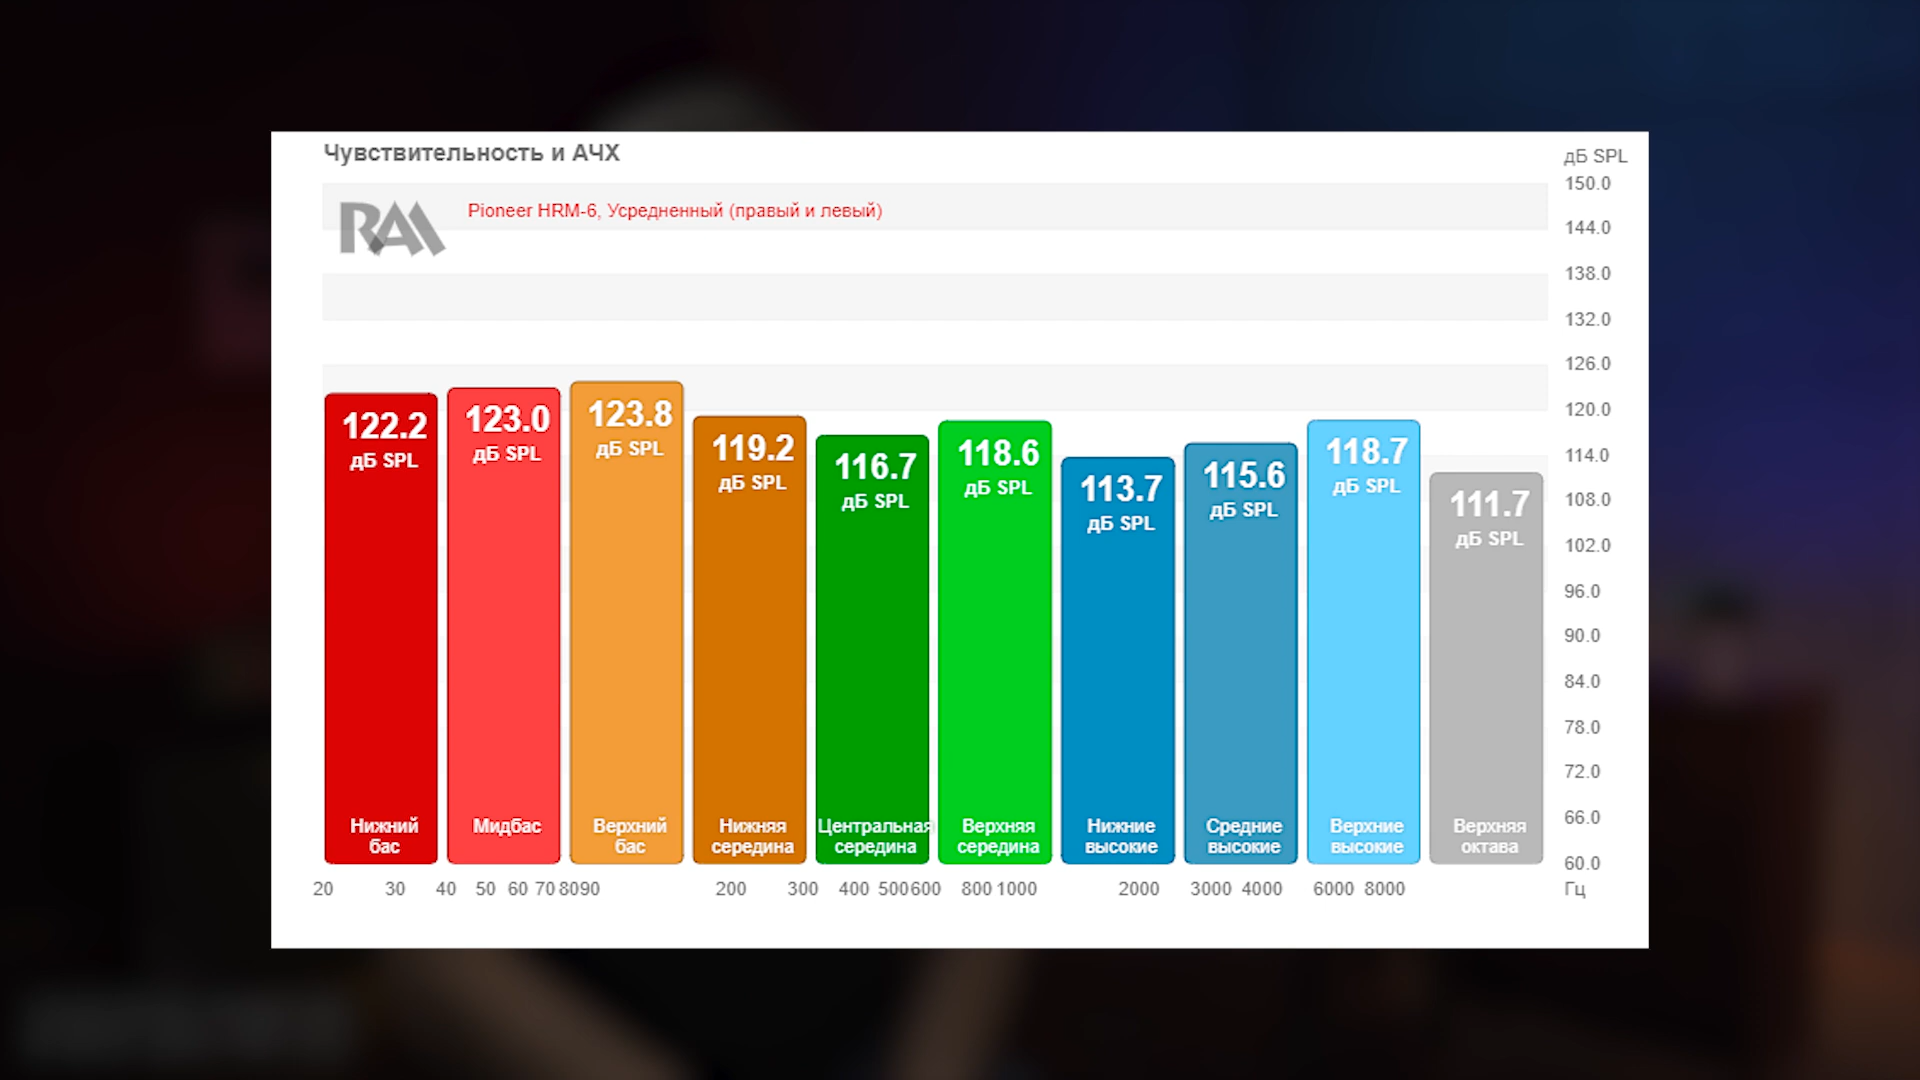 Чувствительность и АЧХ
дБ SPL
RAA
Pioneer HRM-6, Усредненный (правый и левый)
150.0
144.0
138.0
132.0
126.0
120.0
114.0
108.0
102.0
96.0
90.0
84.0
78.0
72.0
66.0
60.0
122.2
дБ SPL
Нижний
бас
123.0
дБ SPL
Мидбас
123.8
дБ SPL
Верхний
бас
119.2
дБ SPL
Нижняя
середина
116.7
дБ SPL
Центральная
середина
118.6
дБ SPL
Верхняя
середина
113.7
дБ SPL
Нижние
высокие
115.6
дБ SPL
Средние
высокие
118.7
дБ SPL
Верхние
высокие
111.7
дБ SPL
Верхняя
октава
20 30 40 50 60 70 80 90 200 300 400 500 600 800 1000 2000 3000 4000 6000 8000 Гц